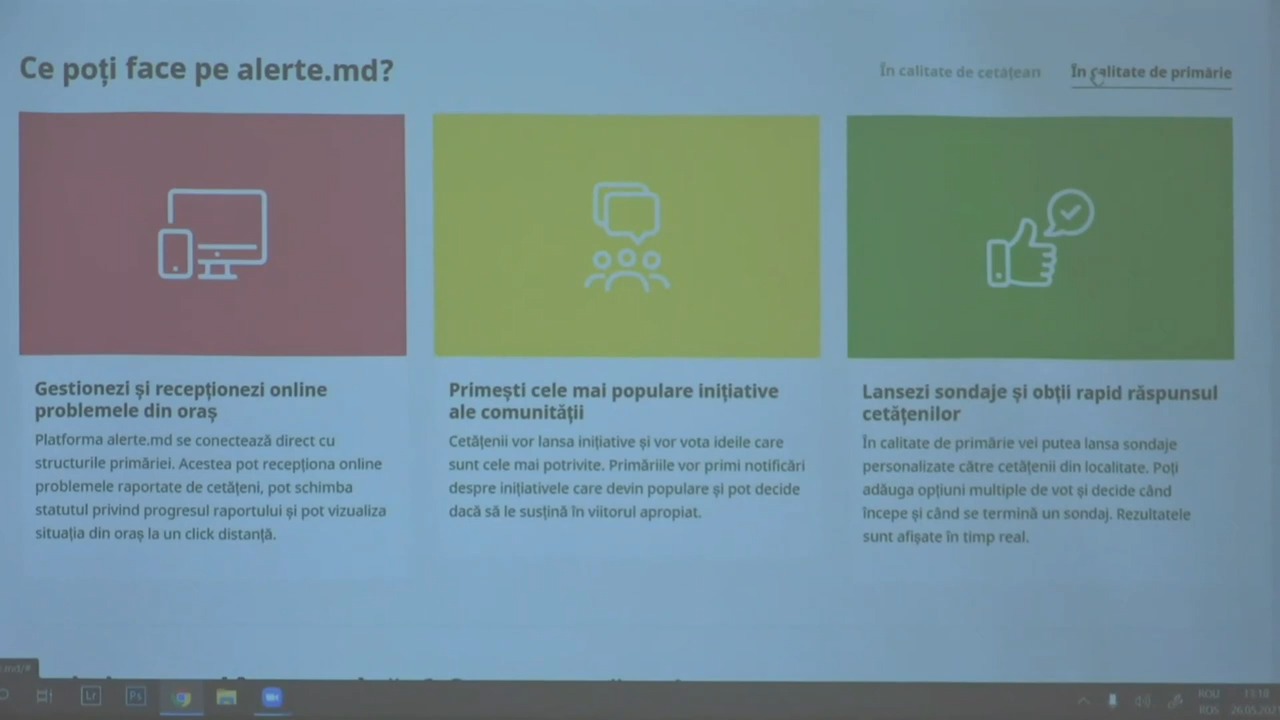 Ce poți face pe alerte.md?
În calitate de cetățean
În calitate de primărie
Gestionezi și recepționezi online
problemele din oraș
Platforma alerte.md se conectează direct cu
structurile primăriei. Acestea pot recepționa online
problemele raportate de cetățeni, pot schimba
statutul privind progresul raportului și pot vizualiza
situația din oraș la un click distanță.
Primești cele mai populare inițiative
ale comunității
Cetățenii vor lansa inițiative și vor vota ideile care
sunt cele mai potrivite. Primăriile vor primi notificări
despre inițiativele care devin populare și pot decide
dacă să le susțină în viitorul apropiat.
Lansezi sondaje și obții rapid răspunsul
cetățenilor
În calitate de primărie vei putea lansa sondaje
personalizate către cetățenii din localitate. Poți
adăuga opțiuni multiple de vot și decide când
începe și când se termină un sondaj. Rezultatele
sunt afișate în timp real.
.md/#
Lr
Ps
ROU